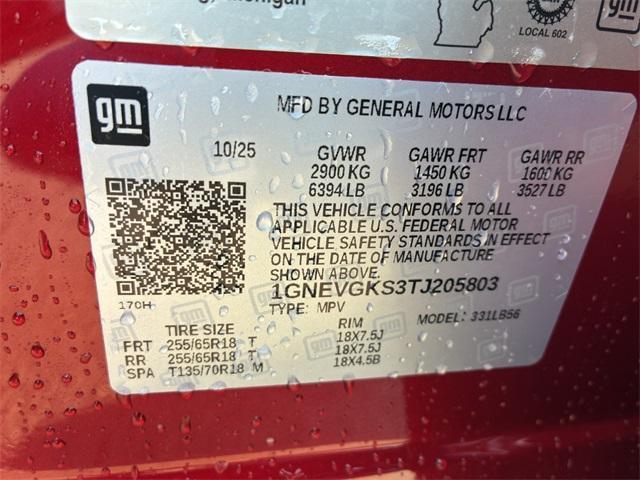 Michigan
LOCAL 602
gm
gm
MFD BY GENERAL MOTORS LLC
10/25 GVWR GAWR FRT GAWR RR
2900 KG 1450 KG 1600 KG
6394 LB 3196 LB 3527 LB
THIS VEHICLE CONFORMS TO ALL
APPLICABLE U.S. FEDERAL MOTOR
VEHICLE SAFETY STANDARDS IN EFFECT
ON THE DATE OF MANUFACTURE
SHOWN ABOVE.
1GNEVGKS3TJ205803
170H
TYPE: MPV MODEL: 331LB56
TIRE SIZE RIM
FRT 255/65R18 T 18X7.5J
RR 255/65R18 T 18X7.5J
SPA T135/70R18 M 18X4.5B